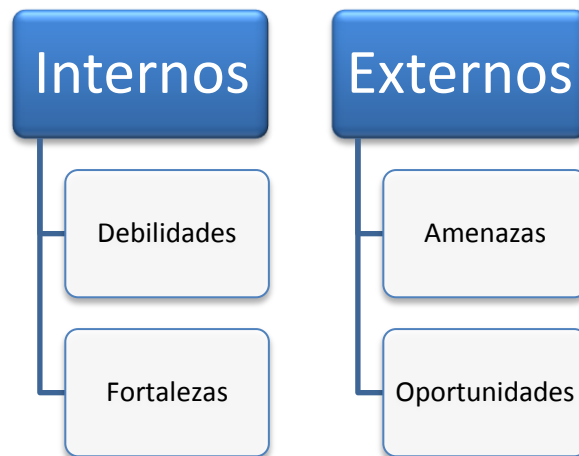 Internos
Debilidades
Fortalezas
Externos
Amenazas
Oportunidades